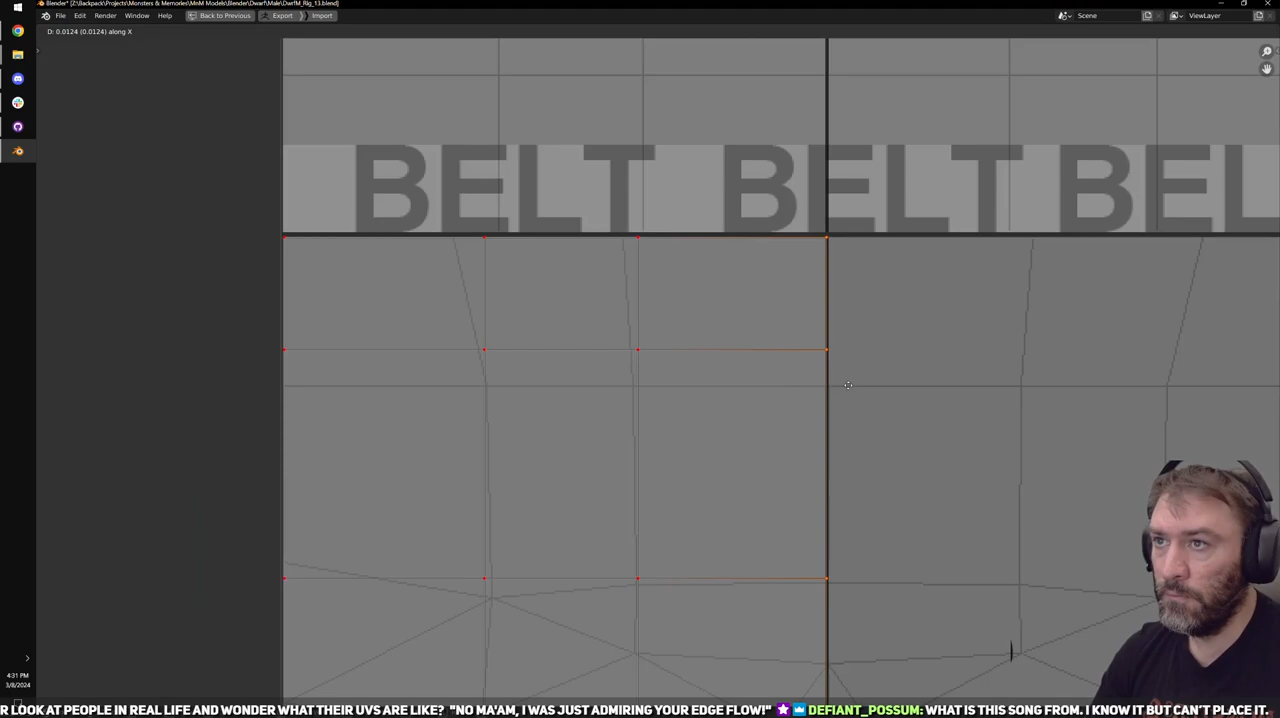 Blender* [Z:\Backpack\Projects\Monsters & Memories\MnM Models\Blender\Dwarf\Male\DwrfM_Rig_13.blend]
File Edit Render Window Help Back to Previous Export Import Scene ViewLayer
D: 0.0124 (0.0124) along X
BELT BELT BEL
4:31 PM
3/8/2024
R LOOK AT PEOPLE IN REAL LIFE AND WONDER WHAT THEIR UVS ARE LIKE? "NO MA'AM, I WAS JUST ADMIRING YOUR EDGE FLOW!" DEFIANT_POSSUM: WHAT IS THIS SONG FROM. I KNOW IT BUT CAN'T PLACE IT.